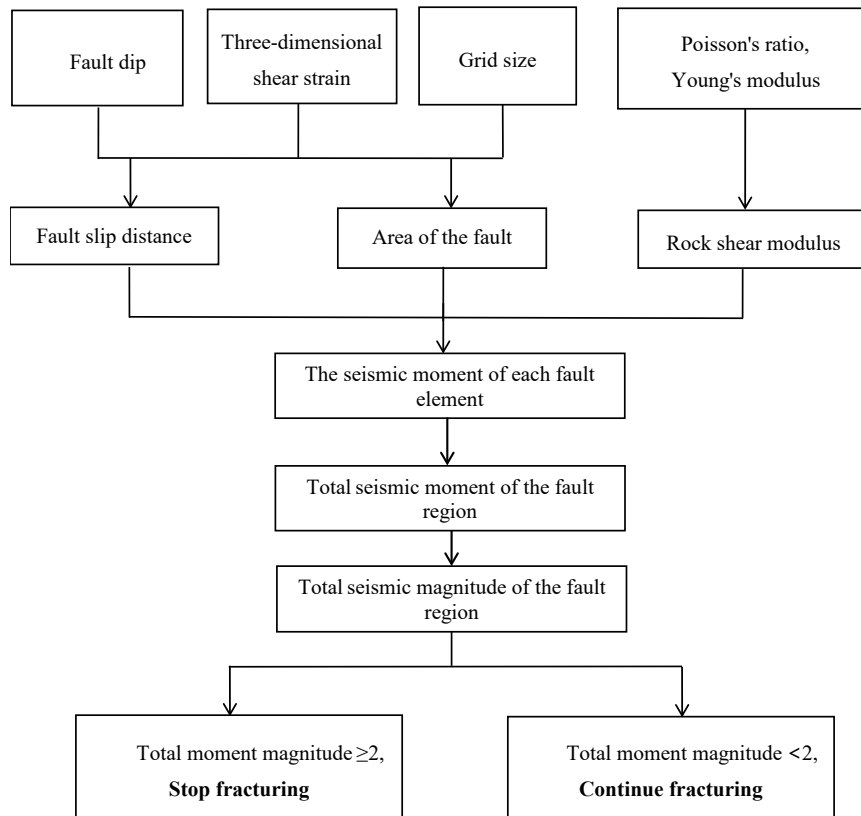 Fault dip
Three-dimensional
shear strain
Grid size
Poisson's ratio,
Young's modulus
Fault slip distance
Area of the fault
Rock shear modulus
The seismic moment of each fault
element
Total seismic moment of the fault
region
Total seismic magnitude of the fault
region
Total moment magnitude ≥2,
Stop fracturing
Total moment magnitude <2,
Continue fracturing